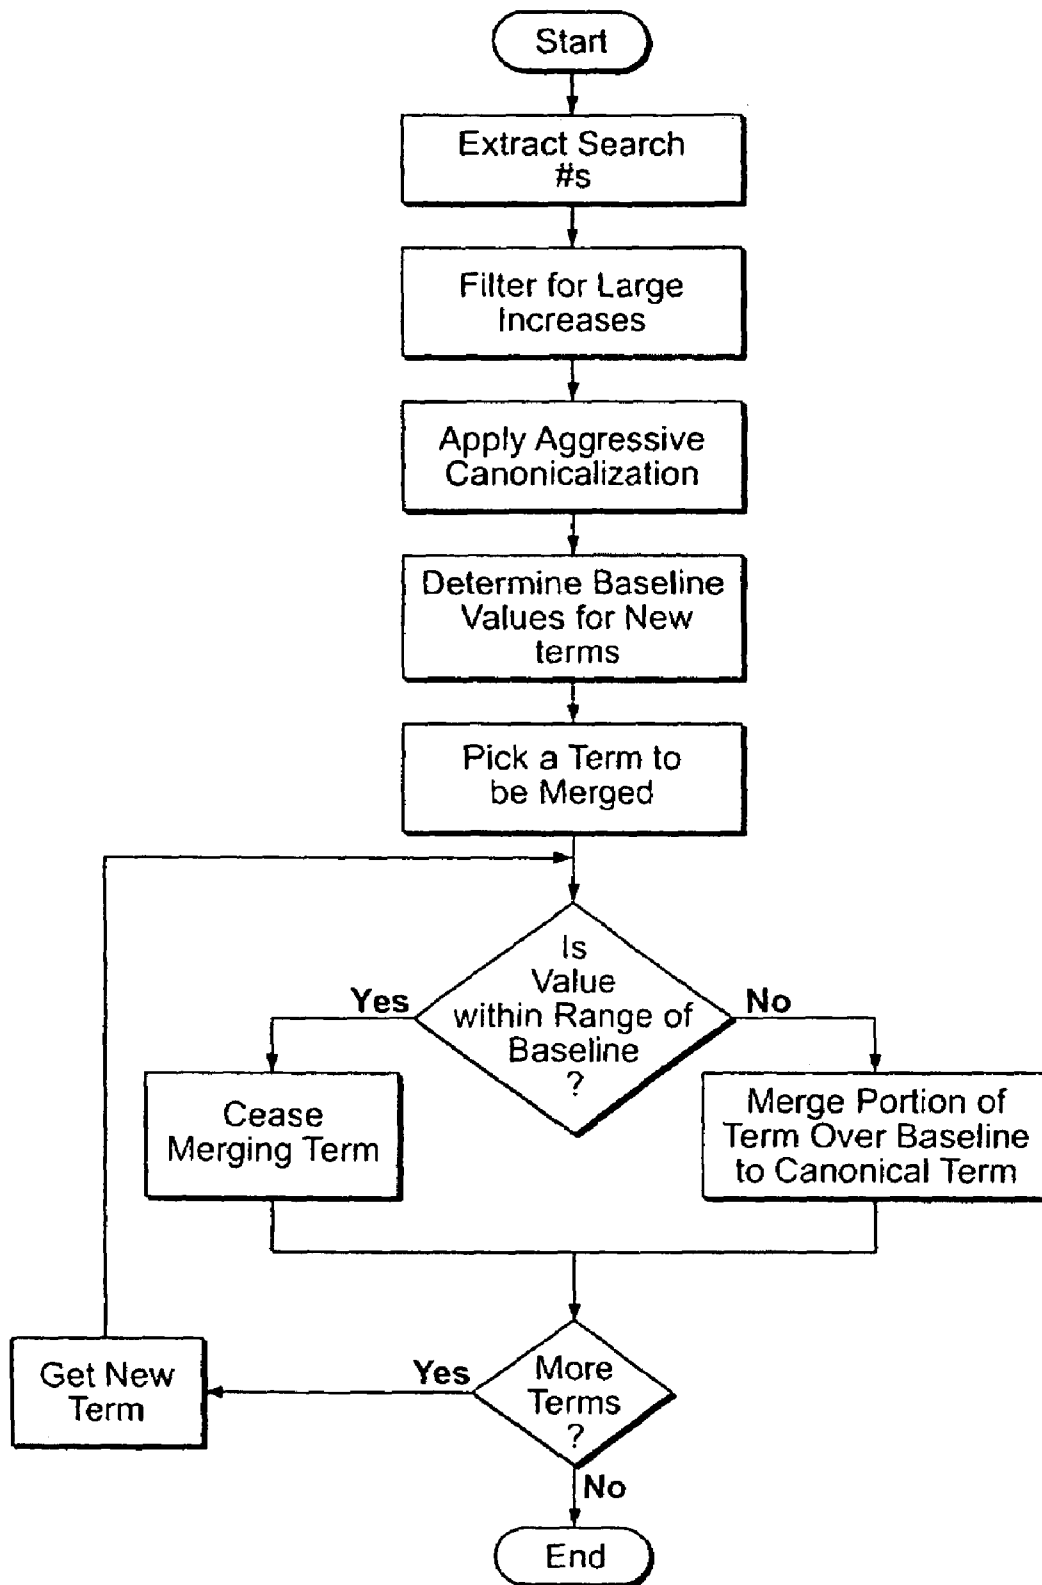 Start
Extract Search
#s
Filter for Large
Increases
Apply Aggressive
Canonicalization
Determine Baseline
Values for New
terms
Pick a Term to
be Merged
Is
Value
within Range of
Baseline
?
Yes
No
Cease
Merging Term
Merge Portion of
Term Over Baseline
to Canonical Term
More
Terms
?
Yes
Get New
Term
No
End